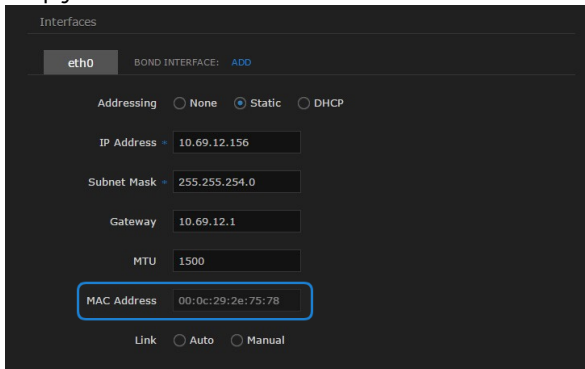 Interfaces
eth0 BOND INTERFACE: ADD
Addressing None Static DHCP
IP Address * 10.69.12.156
Subnet Mask * 255.255.254.0
Gateway 10.69.12.1
MTU 1500
MAC Address 00:0c:29:2e:75:78
Link Auto Manual